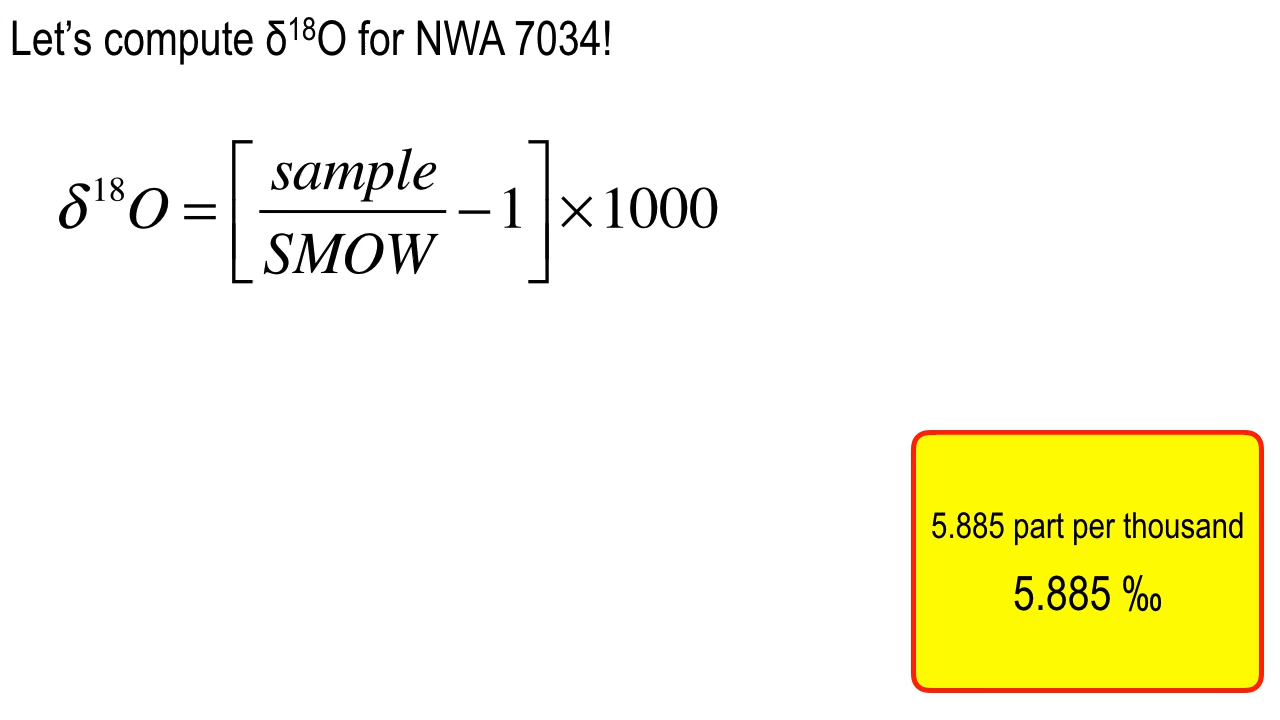 Let’s compute δ¹⁸O for NWA 7034!
δ¹⁸O = [sample/SMOW − 1] × 1000
5.885 part per thousand
5.885 ‰